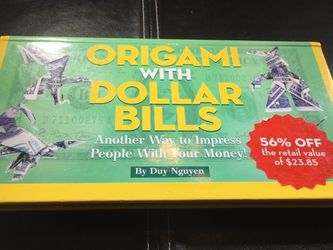 ORIGAMI
WITH
DOLLAR
BILLS
Another Way to Impress
People With Your Money!
By Duy Nguyen
56% OFF
the retail value
of $23.85